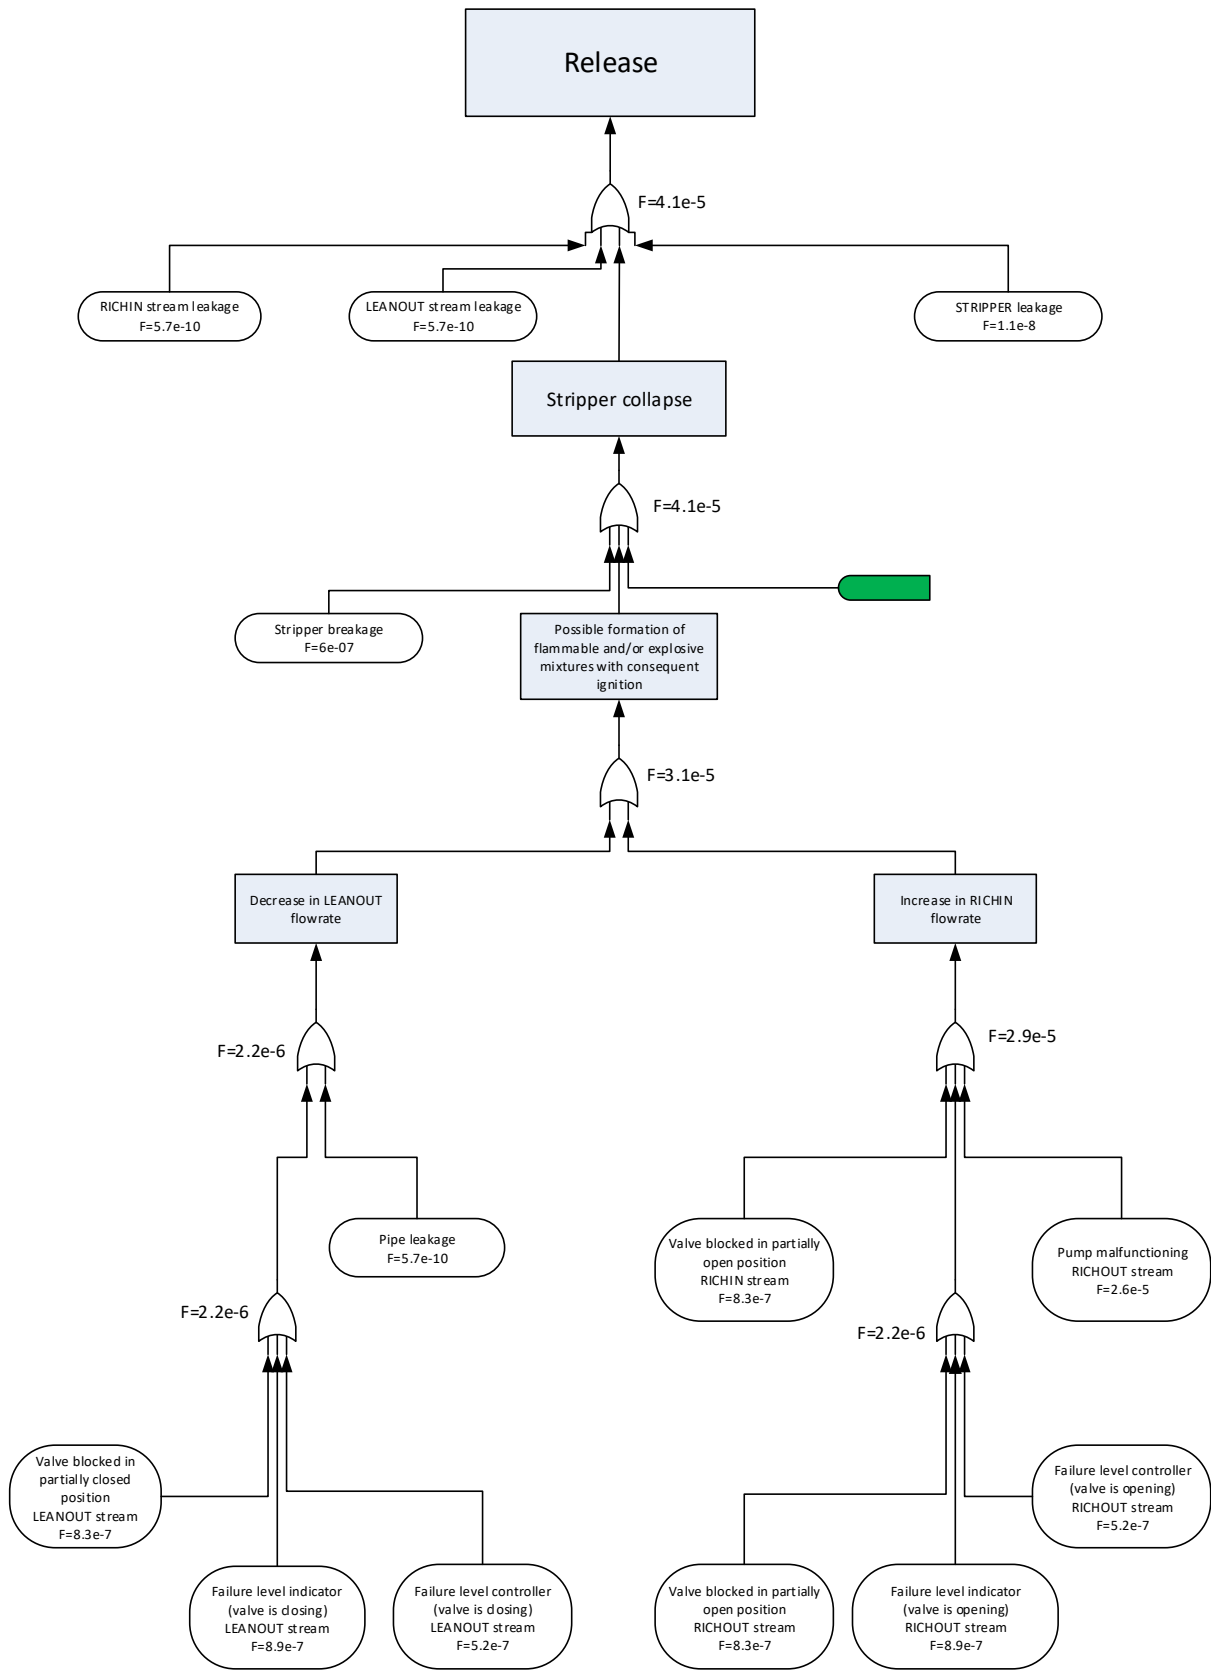 Release
F=4.1e-5
RICHIN stream leakage
F=5.7e-10
LEANOUT stream leakage
F=5.7e-10
STRIPPER leakage
F=1.1e-8
Stripper collapse
F=4.1e-5
Stripper breakage
F=6e-07
Possible formation of
flammable and/or explosive
mixtures with consequent
ignition
F=3.1e-5
Decrease in LEANOUT
flowrate
Increase in RICHIN
flowrate
F=2.2e-6
F=2.9e-5
Pipe leakage
F=5.7e-10
Valve blocked in partially
open position
RICHIN stream
F=8.3e-7
Pump malfunctioning
RICHOUT stream
F=2.6e-5
F=2.2e-6
F=2.2e-6
Valve blocked in
partially closed
position
LEANOUT stream
F=8.3e-7
Failure level indicator
(valve is closing)
LEANOUT stream
F=8.9e-7
Failure level controller
(valve is closing)
LEANOUT stream
F=5.2e-7
Valve blocked in partially
open position
RICHOUT stream
F=8.3e-7
Failure level indicator
(valve is opening)
RICHOUT stream
F=8.9e-7
Failure level controller
(valve is opening)
RICHOUT stream
F=5.2e-7